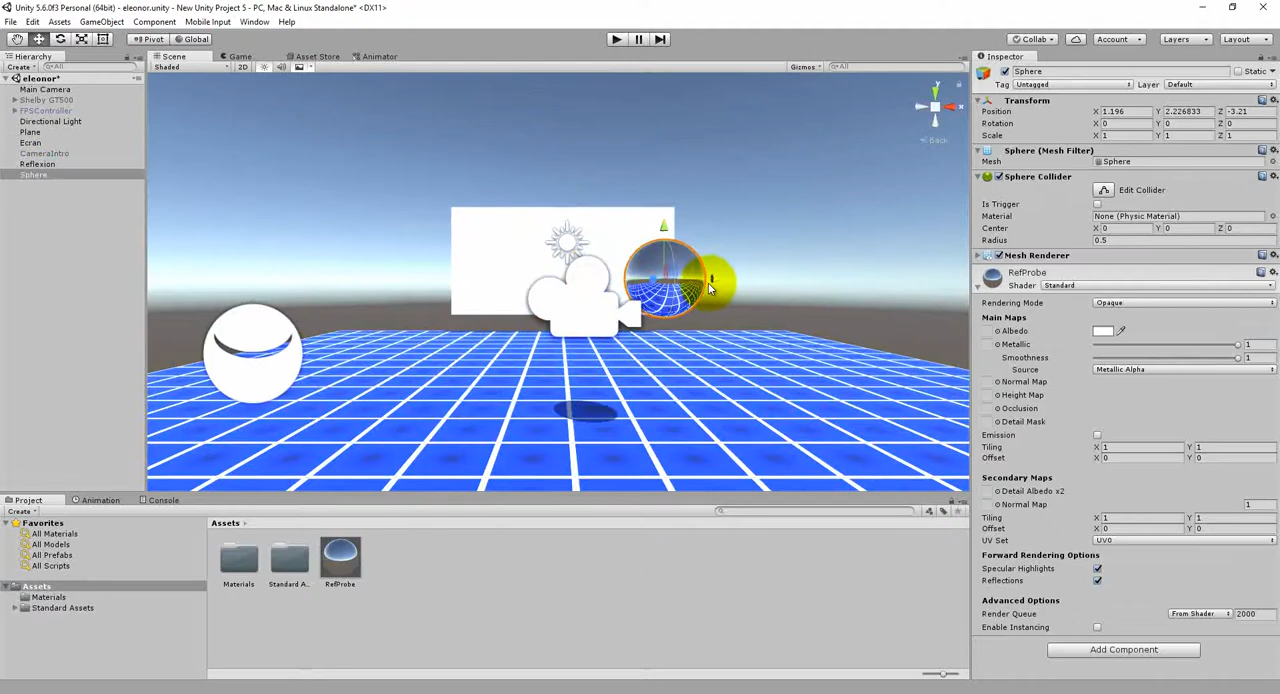 Unity 5.6.0f3 Personal (64bit) - eleonor.unity - New Unity Project 5 - PC, Mac & Linux Standalone* <DX11>
File Edit Assets GameObject Component Mobile Input Window Help
Pivot Global Collab Account Layers Layout
Hierarchy
Create All
eleonor*
Main Camera
Shelby GT500
FPSController
Directional Light
Plane
Ecran
CameraIntro
Reflexion
Sphere
Scene Game Asset Store Animator
Shaded 2D Gizmos All
y
x
Back
Inspector
Sphere Static
Tag Untagged Layer Default
Transform
Position X 1.196 Y 2.226833 Z -3.21
Rotation X 0 Y 0 Z 0
Scale X 1 Y 1 Z 1
Sphere (Mesh Filter)
Mesh Sphere
Sphere Collider
Edit Collider
Is Trigger
Material None (Physic Material)
Center X 0 Y 0 Z 0
Radius 0.5
Mesh Renderer
RefProbe
Shader Standard
Rendering Mode Opaque
Main Maps
Albedo
Metallic 1
Smoothness 1
Source Metallic Alpha
Normal Map
Height Map
Occlusion
Detail Mask
Emission
Tiling X 1 Y 1
Offset X 0 Y 0
Secondary Maps
Detail Albedo x2
Normal Map 1
Tiling X 1 Y 1
Offset X 0 Y 0
UV Set UV0
Forward Rendering Options
Specular Highlights
Reflections
Advanced Options
Render Queue From Shader 2000
Enable Instancing
Add Component
Project Animation Console
Create
Favorites
All Materials
All Models
All Prefabs
All Scripts
Assets
Materials
Standard Assets
Assets
Materials Standard A... RefProbe